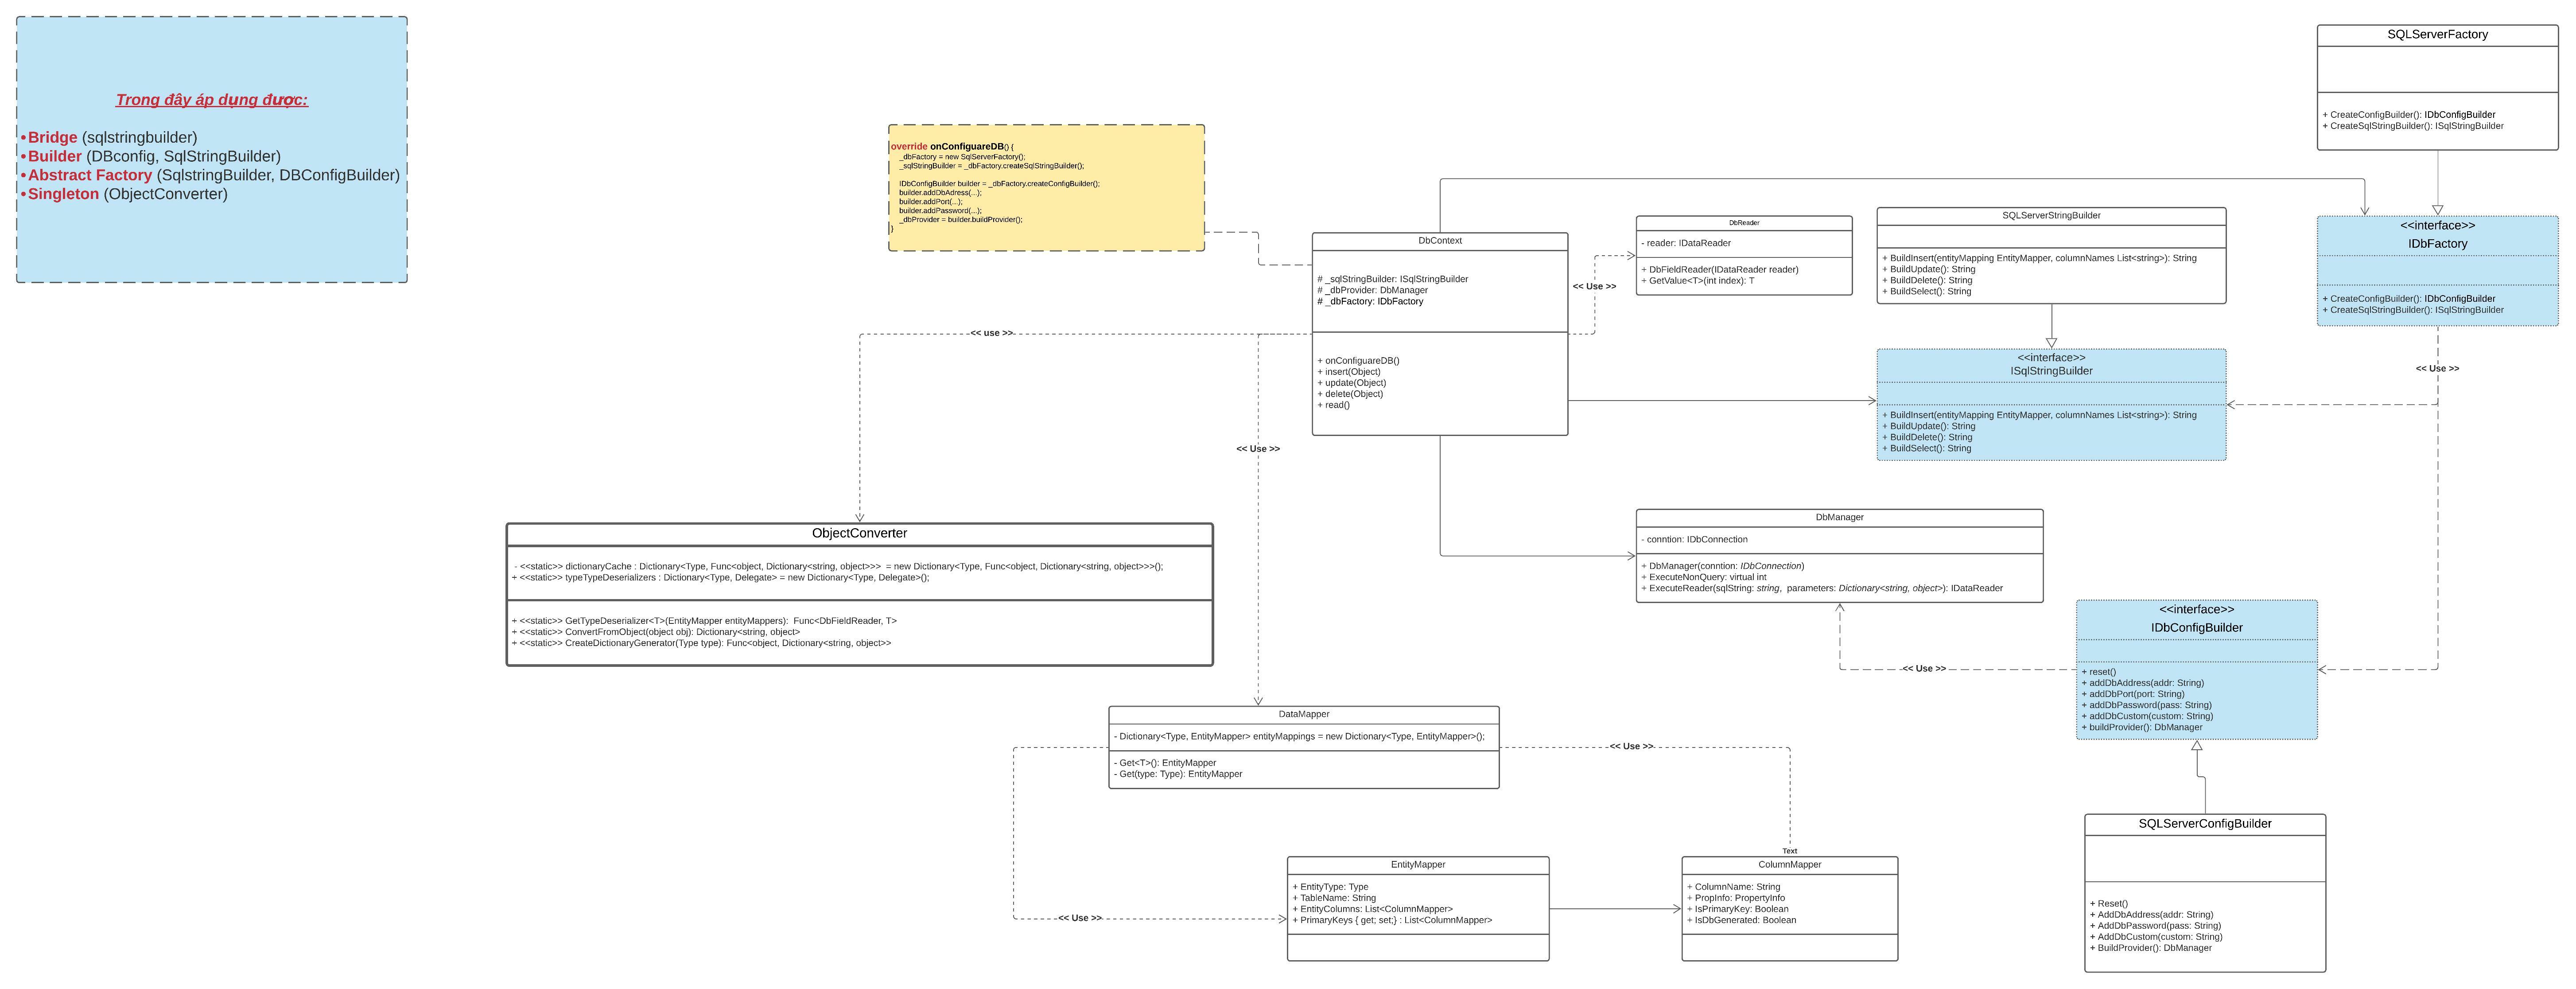 Trong đây áp dụng được:
•Bridge (sqlstringbuilder)
•Builder (DBconfig, SqlStringBuilder)
•Abstract Factory (SqlstringBuilder, DBConfigBuilder)
•Singleton (ObjectConverter)
override onConfiguareDB() {
_dbFactory = new SqlServerFactory();
_sqlStringBuilder = _dbFactory.createSqlStringBuilder();
IDbConfigBuilder builder = _dbFactory.createConfigBuilder();
builder.addDbAdress(...);
builder.addPort(...);
builder.addPassword(...);
_dbProvider = builder.buildProvider();
}
SQLServerFactory
+ CreateConfigBuilder(): IDbConfigBuilder
+ CreateSqlStringBuilder(): ISqlStringBuilder
DbContext
# _sqlStringBuilder: ISqlStringBuilder
# _dbProvider: DbManager
# _dbFactory: IDbFactory
+ onConfiguareDB()
+ insert(Object)
+ update(Object)
+ delete(Object)
+ read()
<< Use >>
DbReader
- reader: IDataReader
+ DbFieldReader(IDataReader reader)
+ GetValue<T>(int index): T
SQLServerStringBuilder
+ BuildInsert(entityMapping EntityMapper, columnNames List<string>): String
+ BuildUpdate(): String
+ BuildDelete(): String
+ BuildSelect(): String
<<interface>>
IDbFactory
+ CreateConfigBuilder(): IDbConfigBuilder
+ CreateSqlStringBuilder(): ISqlStringBuilder
<< use >>
<<interface>>
ISqlStringBuilder
+ BuildInsert(entityMapping EntityMapper, columnNames List<string>): String
+ BuildUpdate(): String
+ BuildDelete(): String
+ BuildSelect(): String
<< Use >>
<< Use >>
ObjectConverter
- <<static>> dictionaryCache : Dictionary<Type, Func<object, Dictionary<string, object>>> = new Dictionary<Type, Func<object, Dictionary<string, object>>>();
+ <<static>> typeTypeDeserializers : Dictionary<Type, Delegate> = new Dictionary<Type, Delegate>();
+ <<static>> GetTypeDeserializer<T>(EntityMapper entityMappers): Func<DbFieldReader, T>
+ <<static>> ConvertFromObject(object obj): Dictionary<string, object>
+ <<static>> CreateDictionaryGenerator(Type type): Func<object, Dictionary<string, object>>
DbManager
- conntion: IDbConnection
+ DbManager(conntion: IDbConnection)
+ ExecuteNonQuery: virtual int
+ ExecuteReader(sqlString: string, parameters: Dictionary<string, object>): IDataReader
<<interface>>
IDbConfigBuilder
+ reset()
+ addDbAddress(addr: String)
+ addDbPort(port: String)
+ addDbPassword(pass: String)
+ addDbCustom(custom: String)
+ buildProvider(): DbManager
<< Use >>
DataMapper
- Dictionary<Type, EntityMapper> entityMappings = new Dictionary<Type, EntityMapper>();
- Get<T>(): EntityMapper
- Get(type: Type): EntityMapper
<< Use >>
Text
<< Use >>
EntityMapper
+ EntityType: Type
+ TableName: String
+ EntityColumns: List<ColumnMapper>
+ PrimaryKeys { get; set;} : List<ColumnMapper>
ColumnMapper
+ ColumnName: String
+ PropInfo: PropertyInfo
+ IsPrimaryKey: Boolean
+ IsDbGenerated: Boolean
SQLServerConfigBuilder
+ Reset()
+ AddDbAddress(addr: String)
+ AddDbPassword(pass: String)
+ AddDbCustom(custom: String)
+ BuildProvider(): DbManager